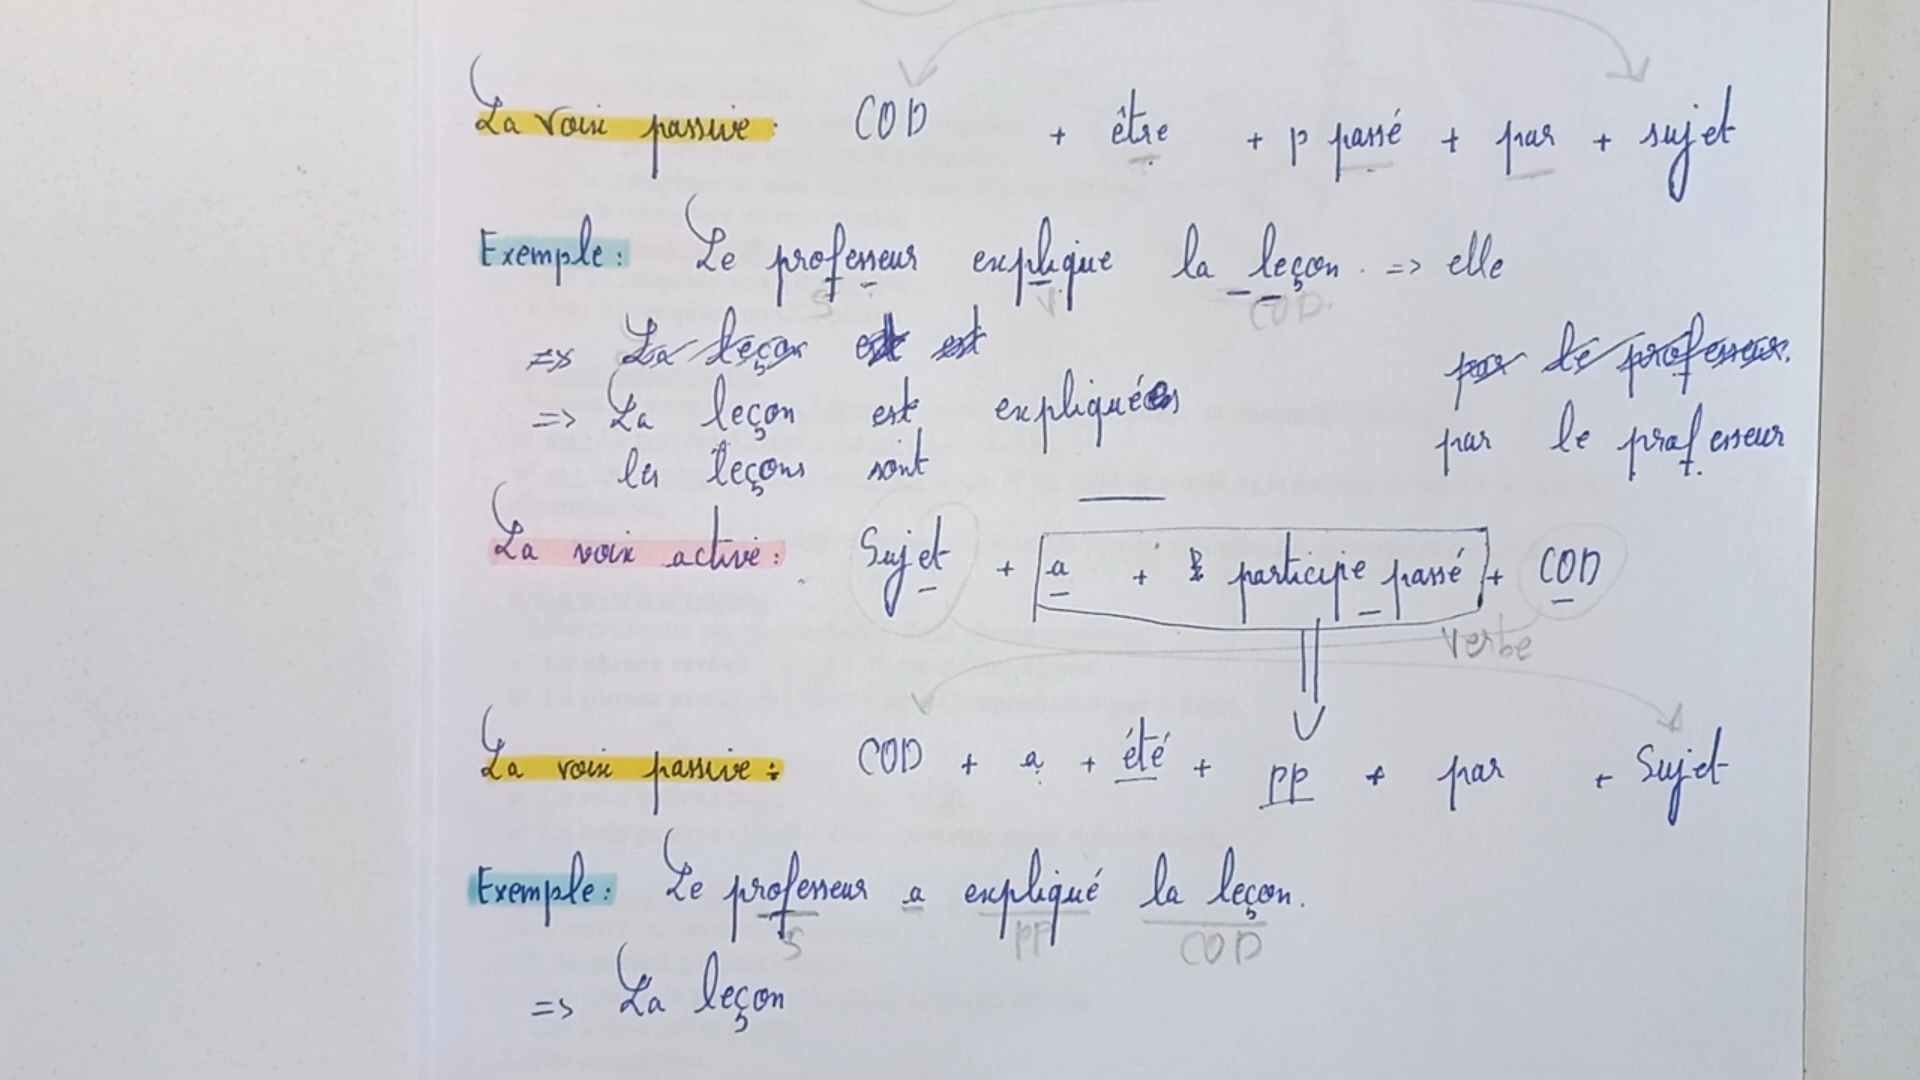 La voix passive: COD + être + p passé + par + sujet
Exemple: Le professeur explique la leçon. => elle
S V COD
=> La leçon est est par le professeur.
=> La leçon est expliquées par le professeur
les leçons sont
La voix active: Sujet + a + participe passé + COD
verbe
La voix passive: COD + a + été + pp + par + Sujet
Exemple: Le professeur a expliqué la leçon.
S pp COD
=> La leçon